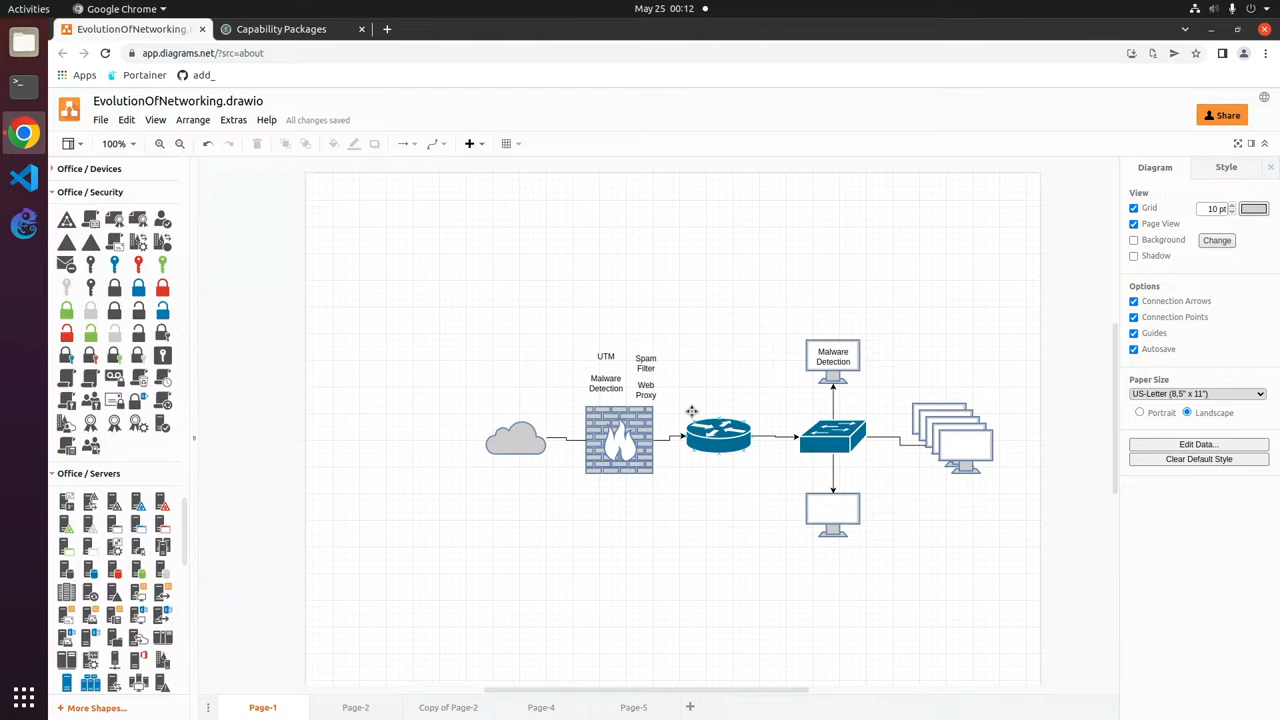 Activities
Google Chrome
May 25 00:12
EvolutionOfNetworking.
Capability Packages
app.diagrams.net/?src=about
Apps
Portainer
add_
EvolutionOfNetworking.drawio
File
Edit
View
Arrange
Extras
Help
All changes saved
Share
100%
Office / Devices
Office / Security
Office / Servers
+ More Shapes...
UTM
Spam
Filter
Malware
Detection
Web
Proxy
Malware
Detection
Diagram
Style
View
Grid
10 pt
Page View
Background
Change
Shadow
Options
Connection Arrows
Connection Points
Guides
Autosave
Paper Size
US-Letter (8,5" x 11")
Portrait
Landscape
Edit Data...
Clear Default Style
Page-1
Page-2
Copy of Page-2
Page-4
Page-5